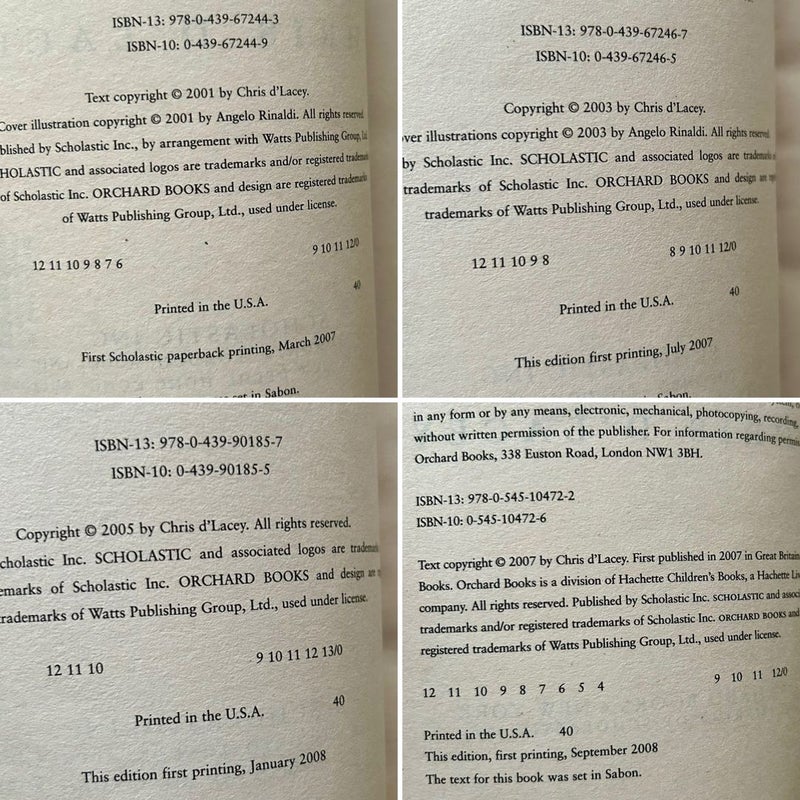 ISBN-13: 978-0-439-67244-3
ISBN-10: 0-439-67244-9
Text copyright © 2001 by Chris d'Lacey.
Cover illustration copyright © 2001 by Angelo Rinaldi. All rights reserved.
blished by Scholastic Inc., by arrangement with Watts Publishing Group, Ltd.
HOLASTIC and associated logos are trademarks and/or registered trademarks
of Scholastic Inc. ORCHARD BOOKS and design are registered trademarks
of Watts Publishing Group, Ltd., used under license.
12 11 10 9 8 7 6 9 10 11 12/0
40
Printed in the U.S.A.
First Scholastic paperback printing, March 2007
set in Sabon.
ISBN-13: 978-0-439-67246-7
ISBN-10: 0-439-67246-5
Copyright © 2003 by Chris d'Lacey.
ver illustrations copyright © 2003 by Angelo Rinaldi. All rights reserved.
by Scholastic Inc. SCHOLASTIC and associated logos are trademarks
trademarks of Scholastic Inc. ORCHARD BOOKS and design are
trademarks of Watts Publishing Group, Ltd., used under license.
12 11 10 9 8 8 9 10 11 12/0
40
Printed in the U.S.A.
This edition first printing, July 2007
Sabon.
ISBN-13: 978-0-439-90185-7
ISBN-10: 0-439-90185-5
Copyright © 2005 by Chris d'Lacey. All rights reserved.
cholastic Inc. SCHOLASTIC and associated logos are trademarks
emarks of Scholastic Inc. ORCHARD BOOKS and design are
rademarks of Watts Publishing Group, Ltd., used under license.
12 11 10 9 10 11 12 13/0
40
Printed in the U.S.A.
This edition first printing, January 2008
in any form or by any means, electronic, mechanical, photocopying, recording,
without written permission of the publisher. For information regarding permis
Orchard Books, 338 Euston Road, London NW1 3BH.
ISBN-13: 978-0-545-10472-2
ISBN-10: 0-545-10472-6
Text copyright © 2007 by Chris d'Lacey. First published in 2007 in Great Britain
Books. Orchard Books is a division of Hachette Children's Books, a Hachette Liv
company. All rights reserved. Published by Scholastic Inc. SCHOLASTIC and associ
trademarks and/or registered trademarks of Scholastic Inc. ORCHARD BOOKS and
registered trademarks of Watts Publishing Group, Ltd., used under license.
12 11 10 9 8 7 6 5 4 9 10 11 12/0
Printed in the U.S.A. 40
This edition, first printing, September 2008
The text for this book was set in Sabon.